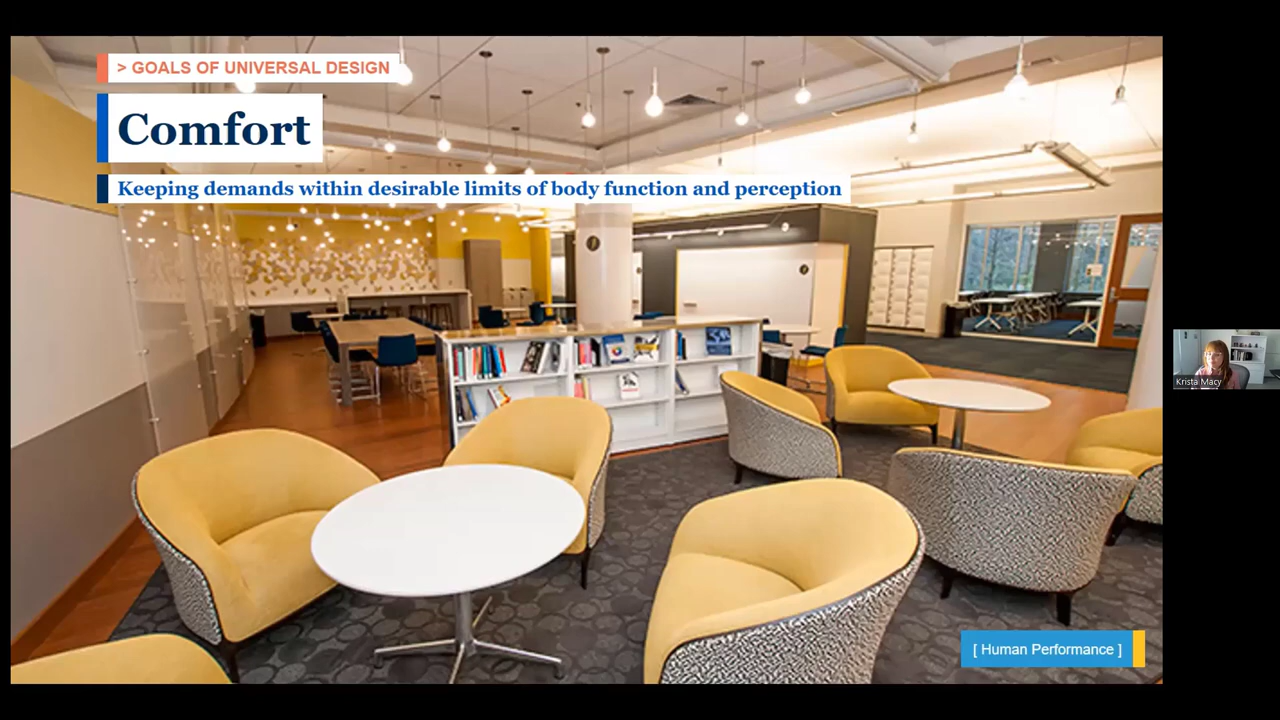 > GOALS OF UNIVERSAL DESIGN
Comfort
Keeping demands within desirable limits of body function and perception
[ Human Performance ]
Krista Macy